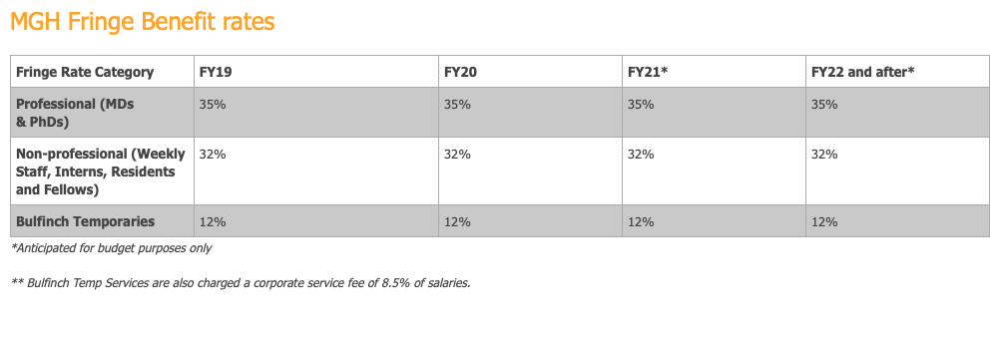 MGH Fringe Benefit rates
Fringe Rate Category FY19 FY20 FY21* FY22 and after*
Professional (MDs
& PhDs) 35% 35% 35% 35%
Non-professional (Weekly
Staff, Interns, Residents
and Fellows) 32% 32% 32% 32%
Bulfinch Temporaries 12% 12% 12% 12%
*Anticipated for budget purposes only
** Bulfinch Temp Services are also charged a corporate service fee of 8.5% of salaries.